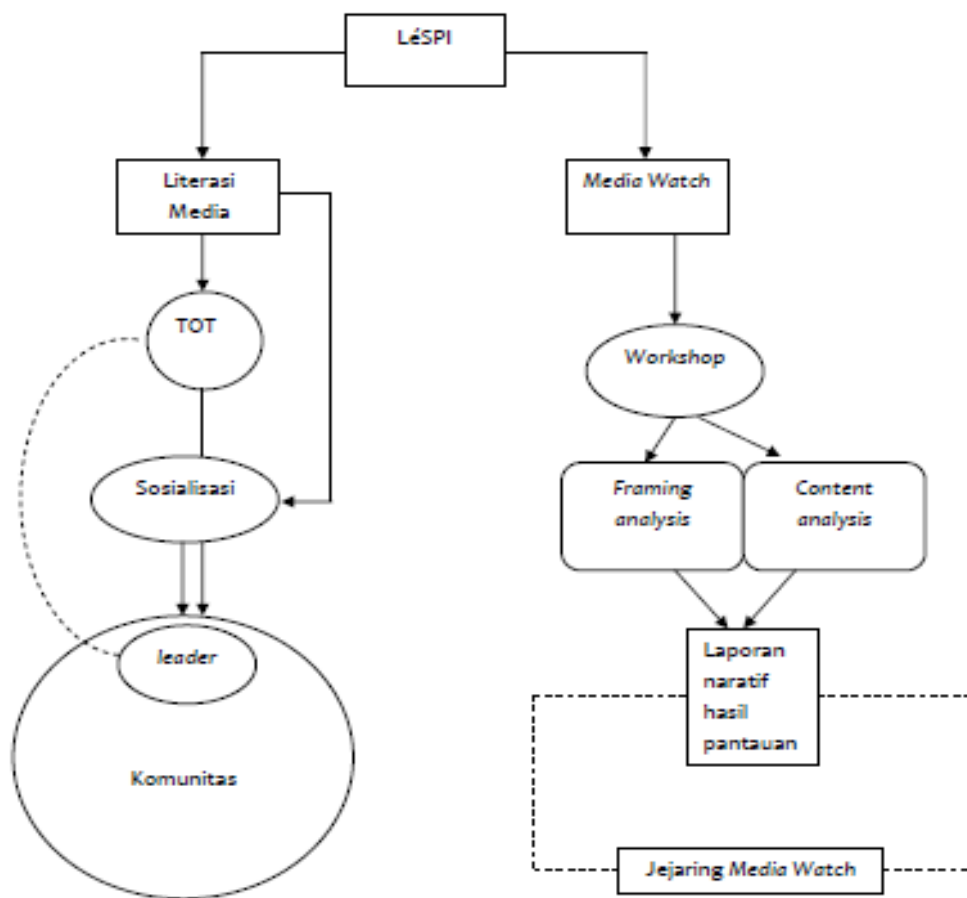 LéSPI
Literasi
Media
Media Watch
TOT
Workshop
Sosialisasi
Framing
analysis
Content
analysis
leader
Laporan
naratif
hasil
pantauan
Komunitas
Jejaring Media Watch